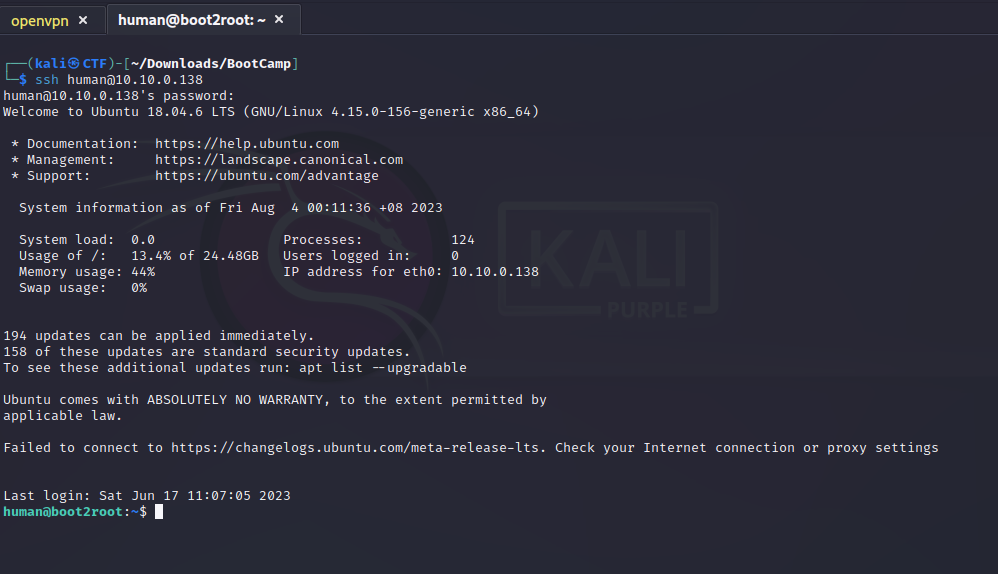 openvpn × human@boot2root: ~ ×
┌──(kali㉿CTF)-[~/Downloads/BootCamp]
└─$ ssh human@10.10.0.138
human@10.10.0.138's password:
Welcome to Ubuntu 18.04.6 LTS (GNU/Linux 4.15.0-156-generic x86_64)
* Documentation:  https://help.ubuntu.com
* Management:     https://landscape.canonical.com
* Support:        https://ubuntu.com/advantage
System information as of Fri Aug  4 00:11:36 +08 2023
System load:  0.0                Processes:           124
Usage of /:   13.4% of 24.48GB   Users logged in:     0
Memory usage: 44%                IP address for eth0: 10.10.0.138
Swap usage:   0%
KALI
PURPLE
194 updates can be applied immediately.
158 of these updates are standard security updates.
To see these additional updates run: apt list --upgradable
Ubuntu comes with ABSOLUTELY NO WARRANTY, to the extent permitted by
applicable law.
Failed to connect to https://changelogs.ubuntu.com/meta-release-lts. Check your Internet connection or proxy settings
Last login: Sat Jun 17 11:07:05 2023
human@boot2root:~$